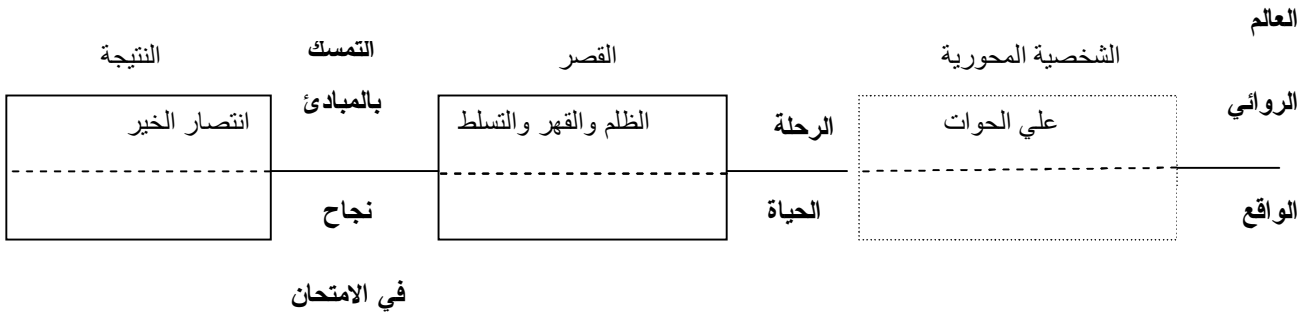 العالم
الروائي
الواقع
الشخصية المحورية
علي الحوات
الرحلة
الحياة
القصر
الظلم والقهر والتسلط
التمسك
بالمبادئ
نجاح
في الامتحان
النتيجة
انتصار الخير